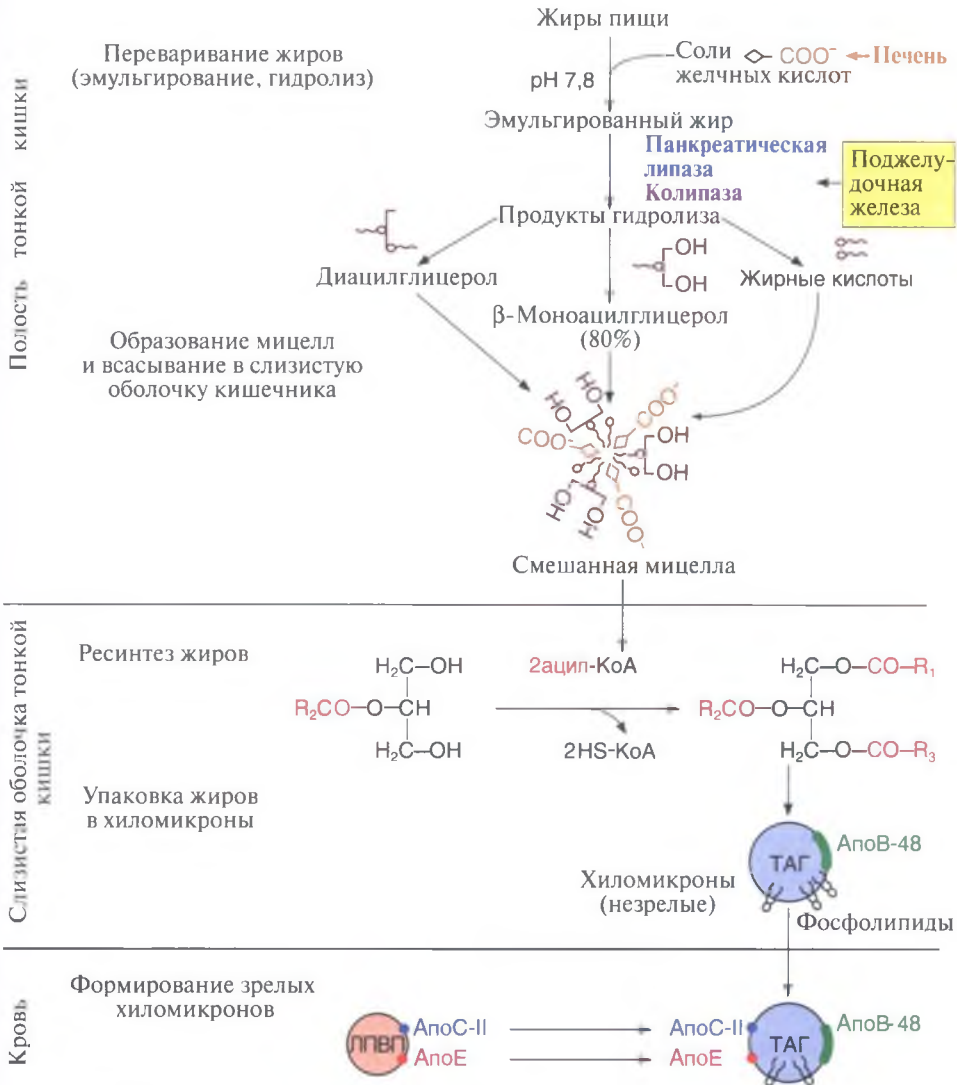 Жиры пищи
Переваривание жиров
(эмульгирование, гидролиз)
Соли
желчных кислот
COO⁻
Печень
pH 7,8
Эмульгированный жир
Панкреатическая
липаза
Колипаза
Поджелу-
дочная
железа
Продукты гидролиза
OH
OH
Диацилглицерол
Жирные кислоты
β-Моноацилглицерол
(80%)
Образование мицелл
и всасывание в слизистую
оболочку кишечника
Полость тонкой кишки
HO
HO
COO⁻
COO⁻
OH
OH
HO
HO
COO⁻
Смешанная мицелла
Слизистая оболочка тонкой
кишки
Ресинтез жиров
H₂C–OH
R₂CO–O–CH
H₂C–OH
2ацил-КоА
2HS-КоА
H₂C–O–CO–R₁
R₂CO–O–CH
H₂C–O–CO–R₃
Упаковка жиров
в хиломикроны
ТАГ
АпоВ-48
Хиломикроны
(незрелые)
Фосфолипиды
Кровь
Формирование зрелых
хиломикронов
ЛПВП
АпоС-II
АпоЕ
АпоС-II
АпоЕ
ТАГ
АпоВ-48